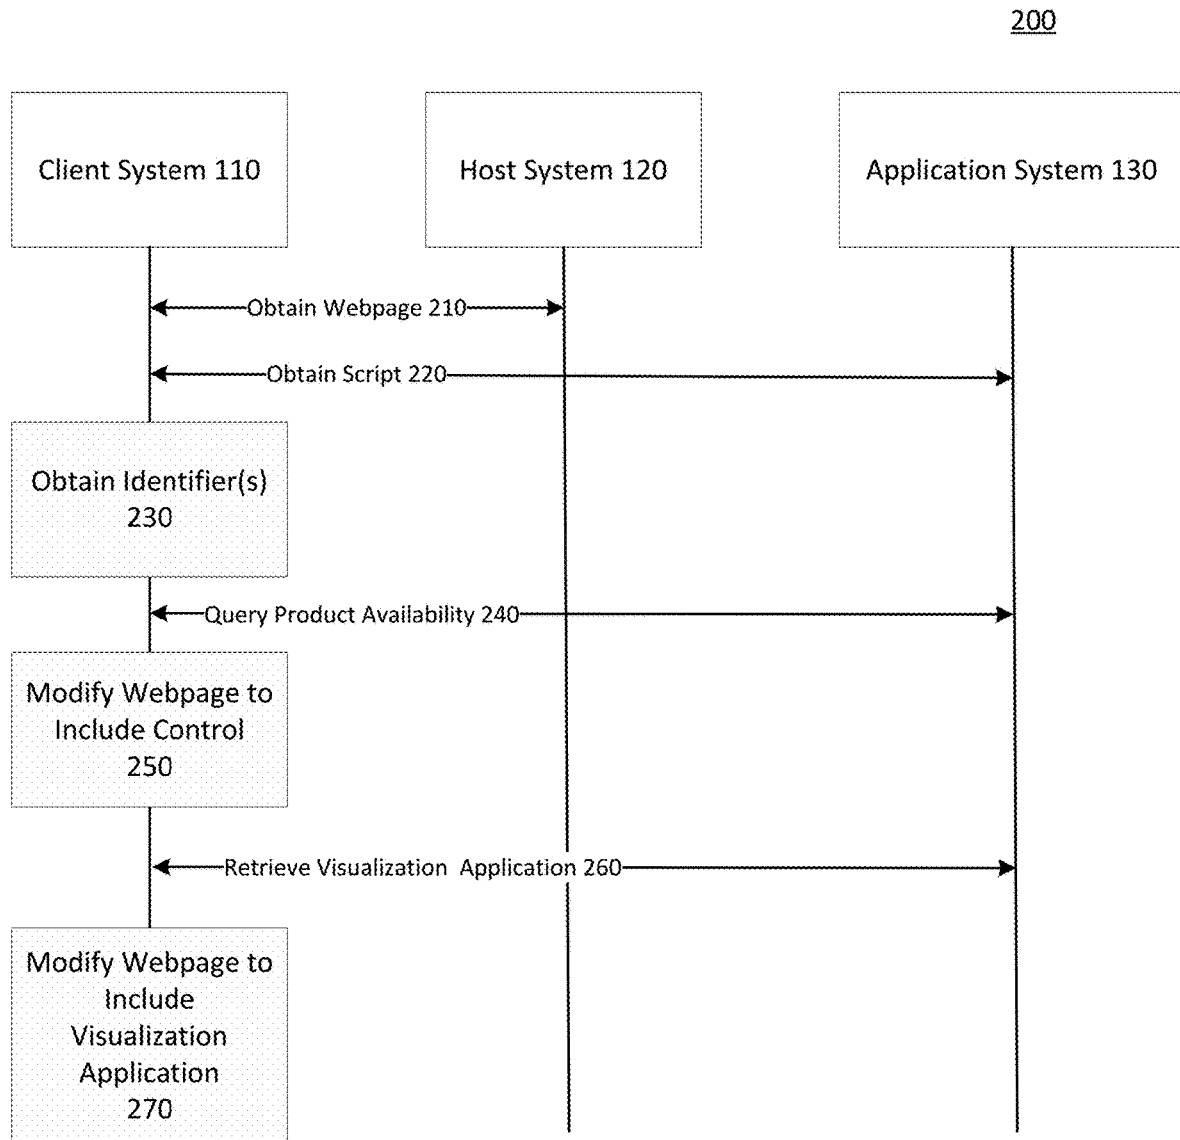 200
Client System 110
Host System 120
Application System 130
Obtain Webpage 210
Obtain Script 220
Obtain Identifier(s)
230
Query Product Availability 240
Modify Webpage to
Include Control
250
Retrieve Visualization Application 260
Modify Webpage to
Include
Visualization
Application
270